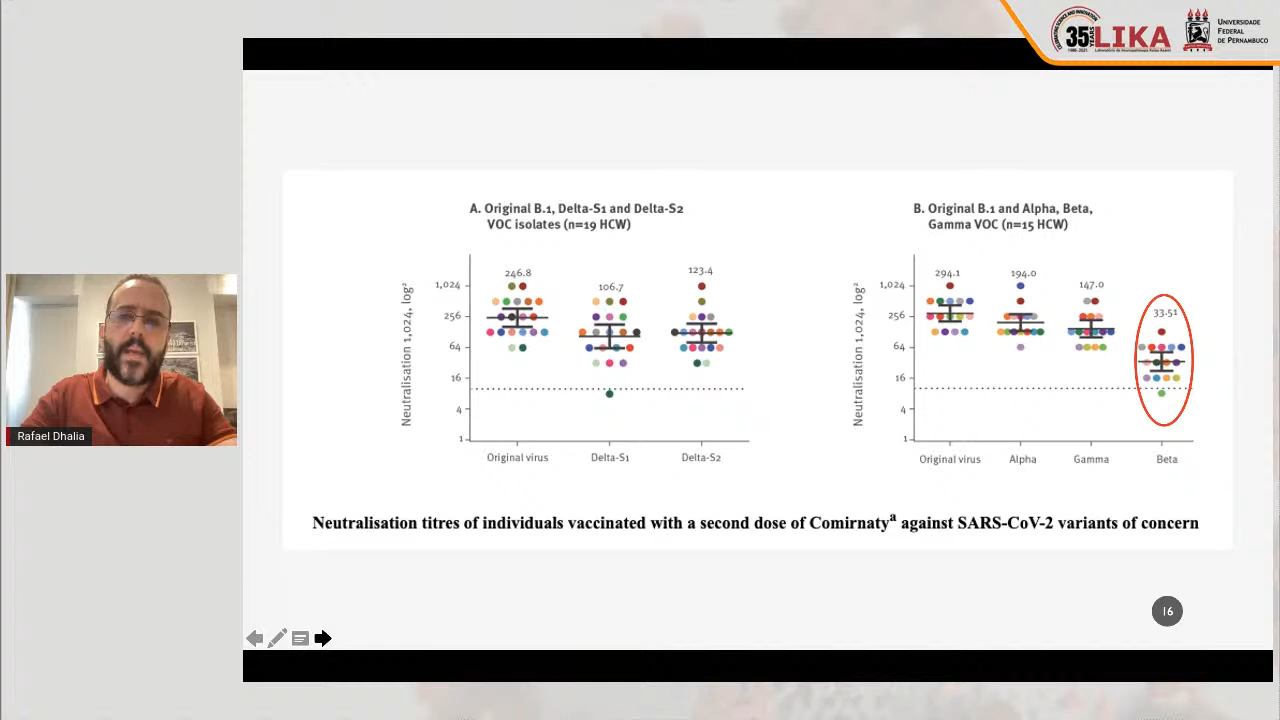 35 LIKA
UNIVERSIDADE
FEDERAL
DE PERNAMBUCO
A. Original B.1, Delta-S1 and Delta-S2
VOC isolates (n=19 HCW)
Neutralisation 1,024, log²
1,024
256
64
16
4
1
246.8
106.7
123.4
Original virus
Delta-S1
Delta-S2
B. Original B.1 and Alpha, Beta,
Gamma VOC (n=15 HCW)
Neutralisation 1,024, log²
1,024
256
64
16
4
1
294.1
194.0
147.0
33.51
Original virus
Alpha
Gamma
Beta
Rafael Dhalia
Neutralisation titres of individuals vaccinated with a second dose of Comirnatyᵃ against SARS-CoV-2 variants of concern
16